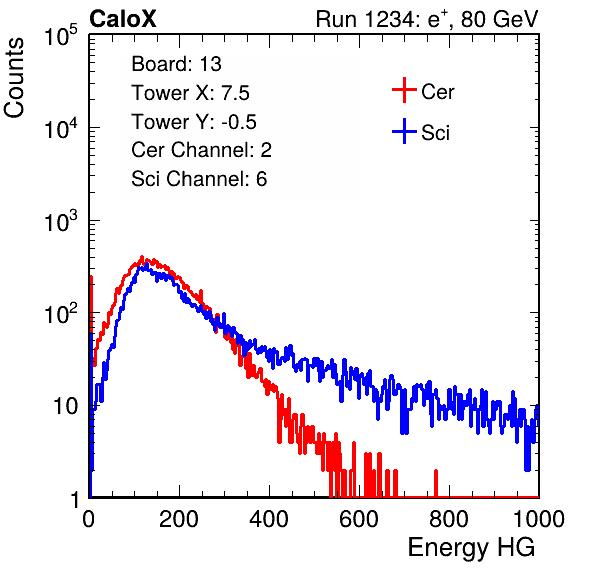 CaloX Run 1234: e⁺, 80 GeV
Counts
Board: 13
Tower X: 7.5
Tower Y: -0.5
Cer Channel: 2
Sci Channel: 6
Cer
Sci
10⁵
10⁴
10³
10²
10
1
0 200 400 600 800 1000
Energy HG